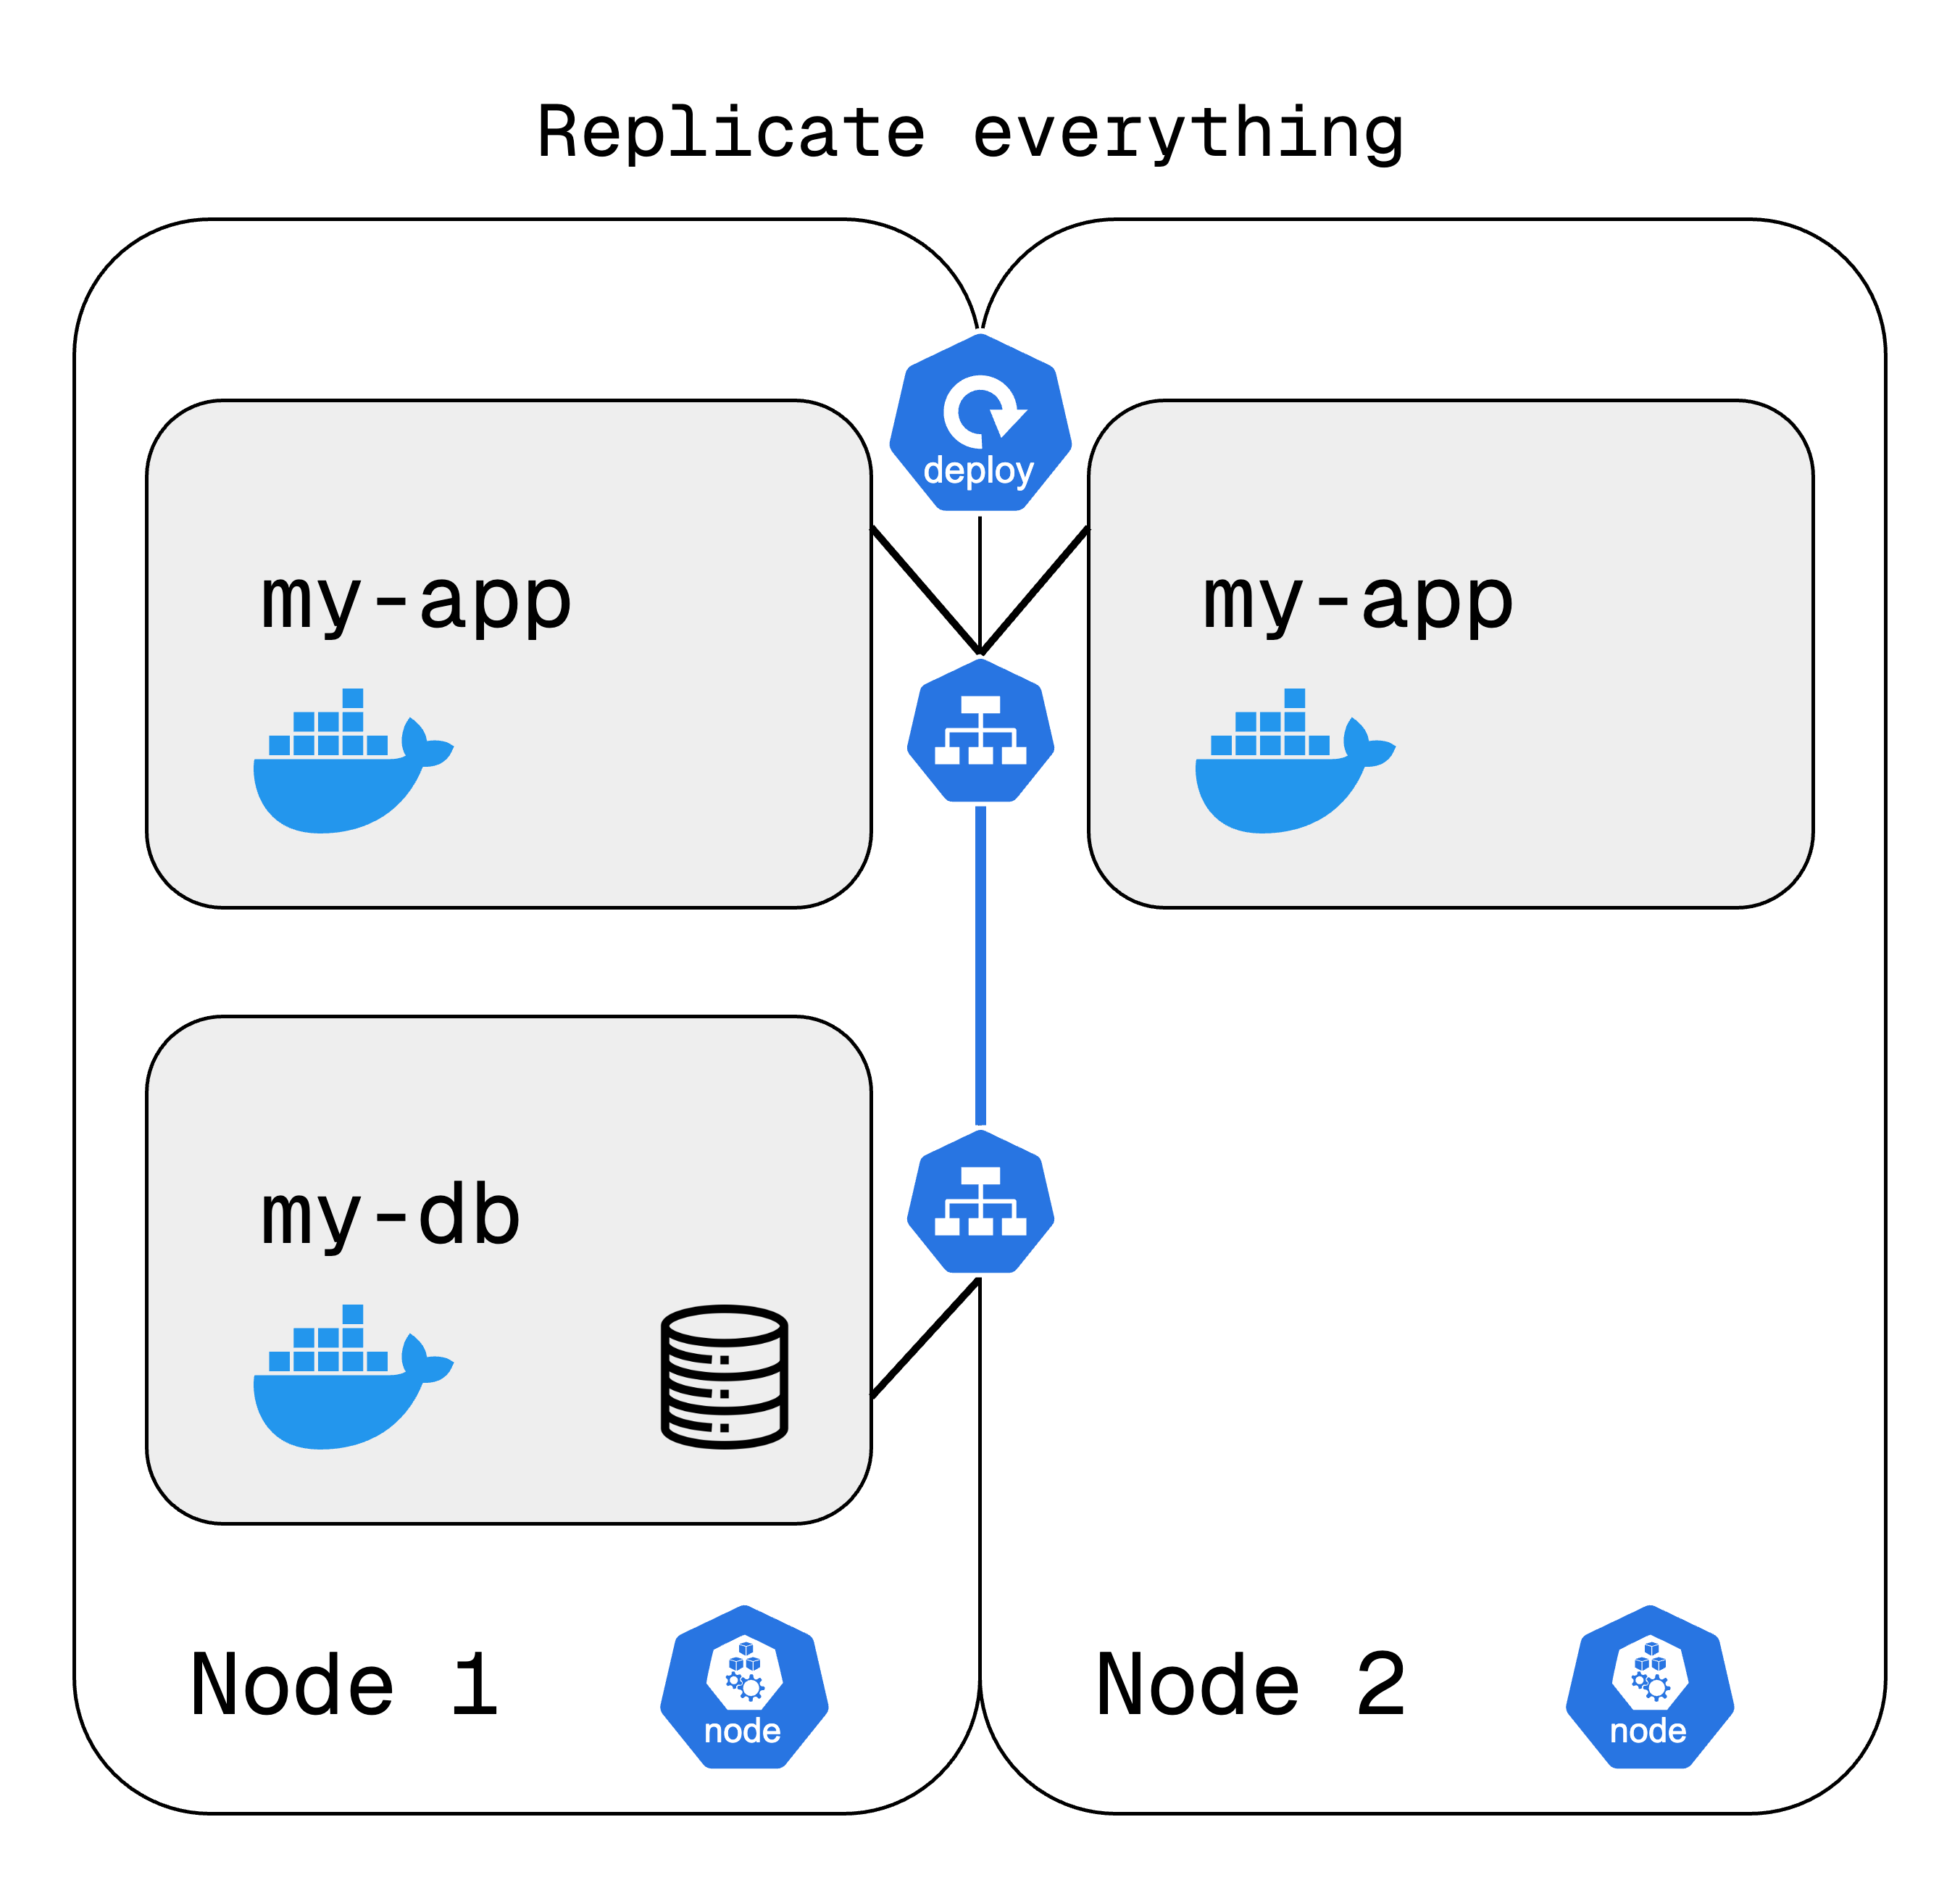 Replicate everything
deploy
my-app
my-app
my-db
Node 1
node
Node 2
node